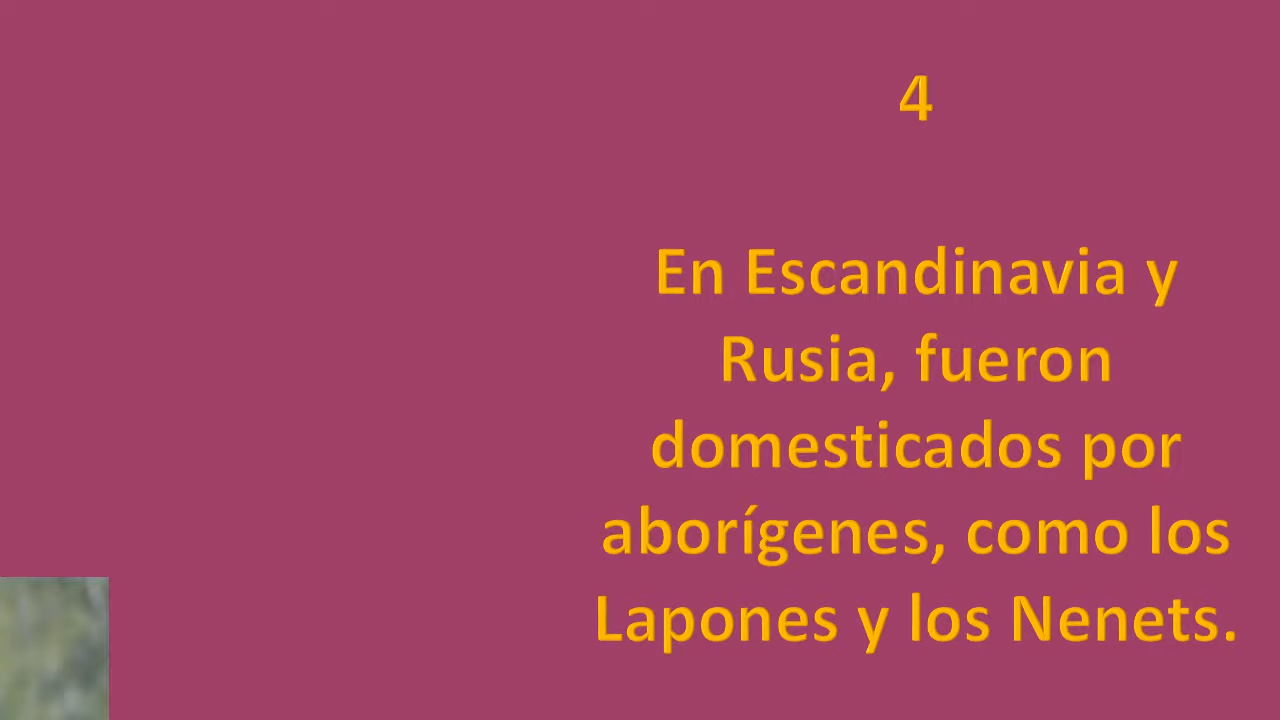 4
En Escandinavia y
Rusia, fueron
domesticados por
aborígenes, como los
Lapones y los Nenets.